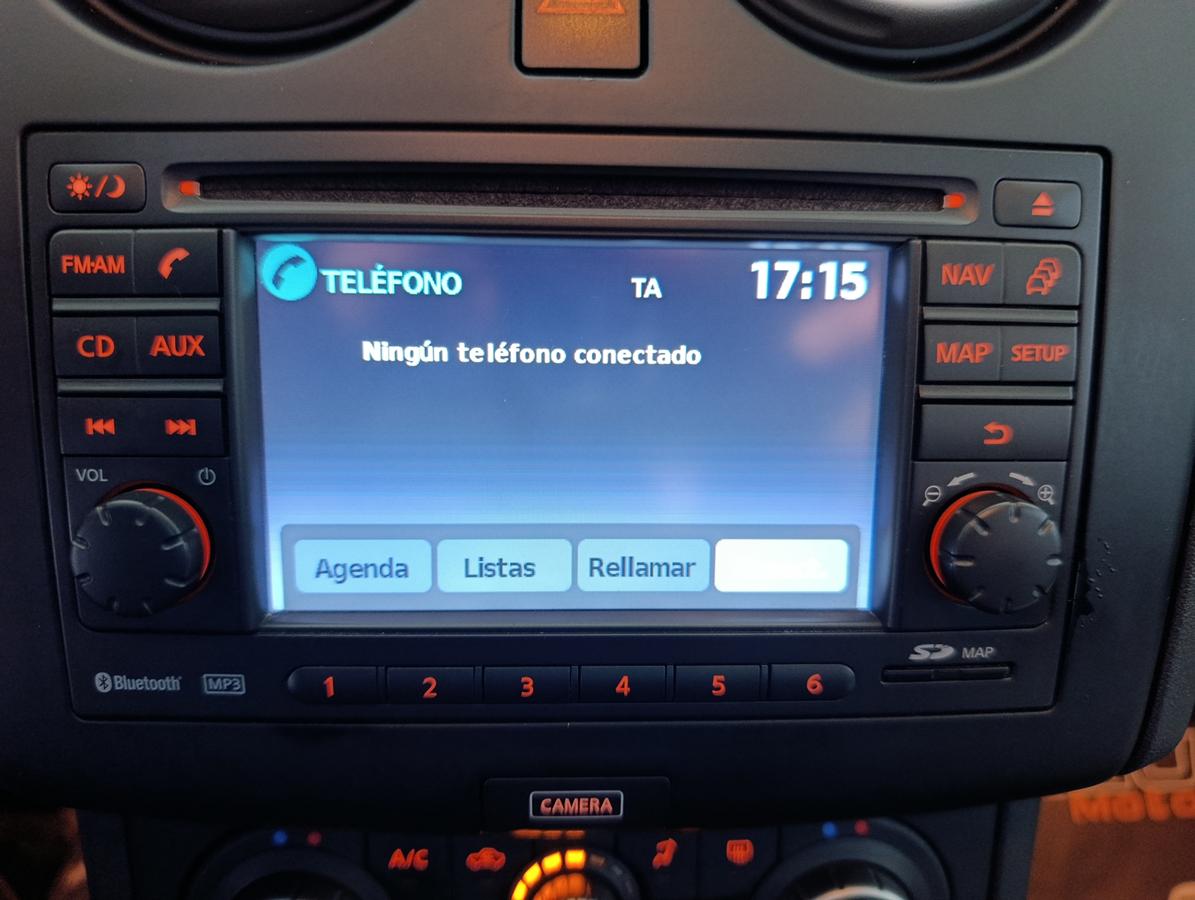 FM·AM
TELÉFONO TA 17:15
NAV
CD AUX
Ningún teléfono conectado
MAP SETUP
VOL
Agenda Listas Rellamar
Bluetooth MP3
1 2 3 4 5 6
SD MAP
CAMERA
A/C